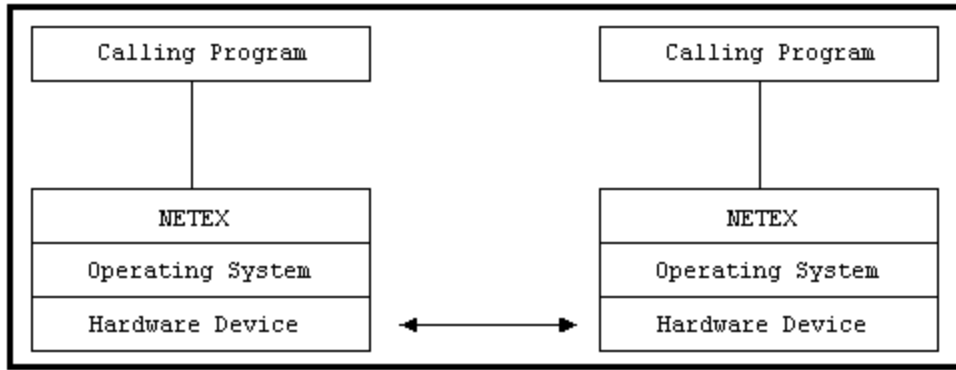 Calling Program
Calling Program
NETEX
NETEX
Operating System
Operating System
Hardware Device
Hardware Device